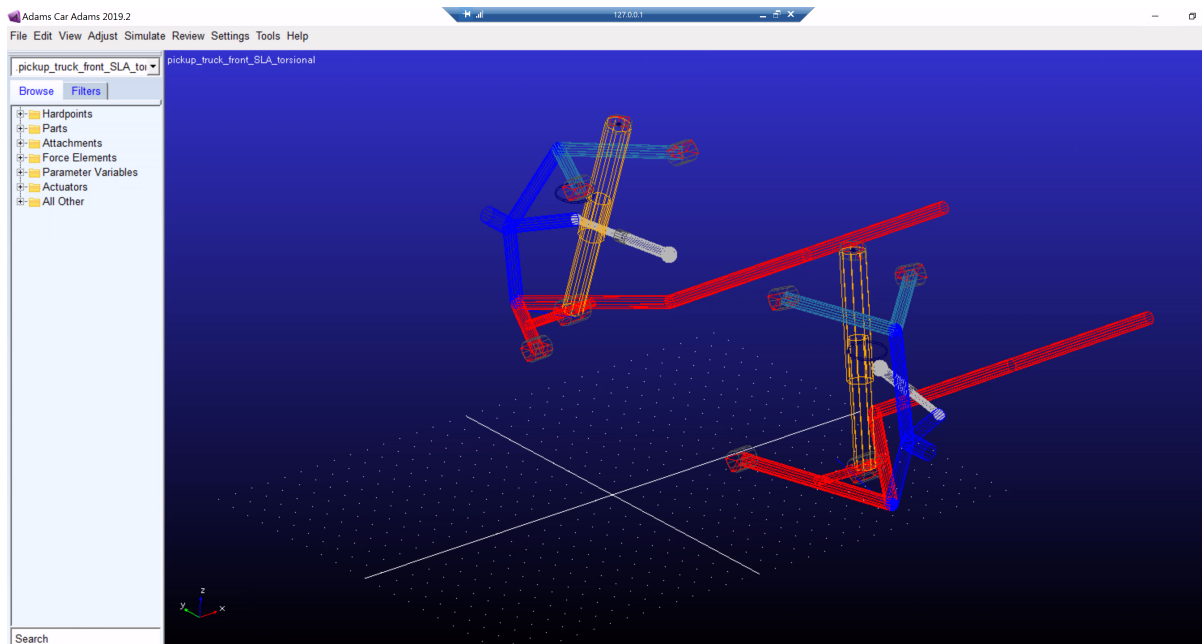 Adams Car Adams 2019.2
127.0.0.1
File Edit View Adjust Simulate Review Settings Tools Help
.pickup_truck_front_SLA_tor
pickup_truck_front_SLA_torsional
Browse Filters
Hardpoints
Parts
Attachments
Force Elements
Parameter Variables
Actuators
All Other
z
y
x
Search